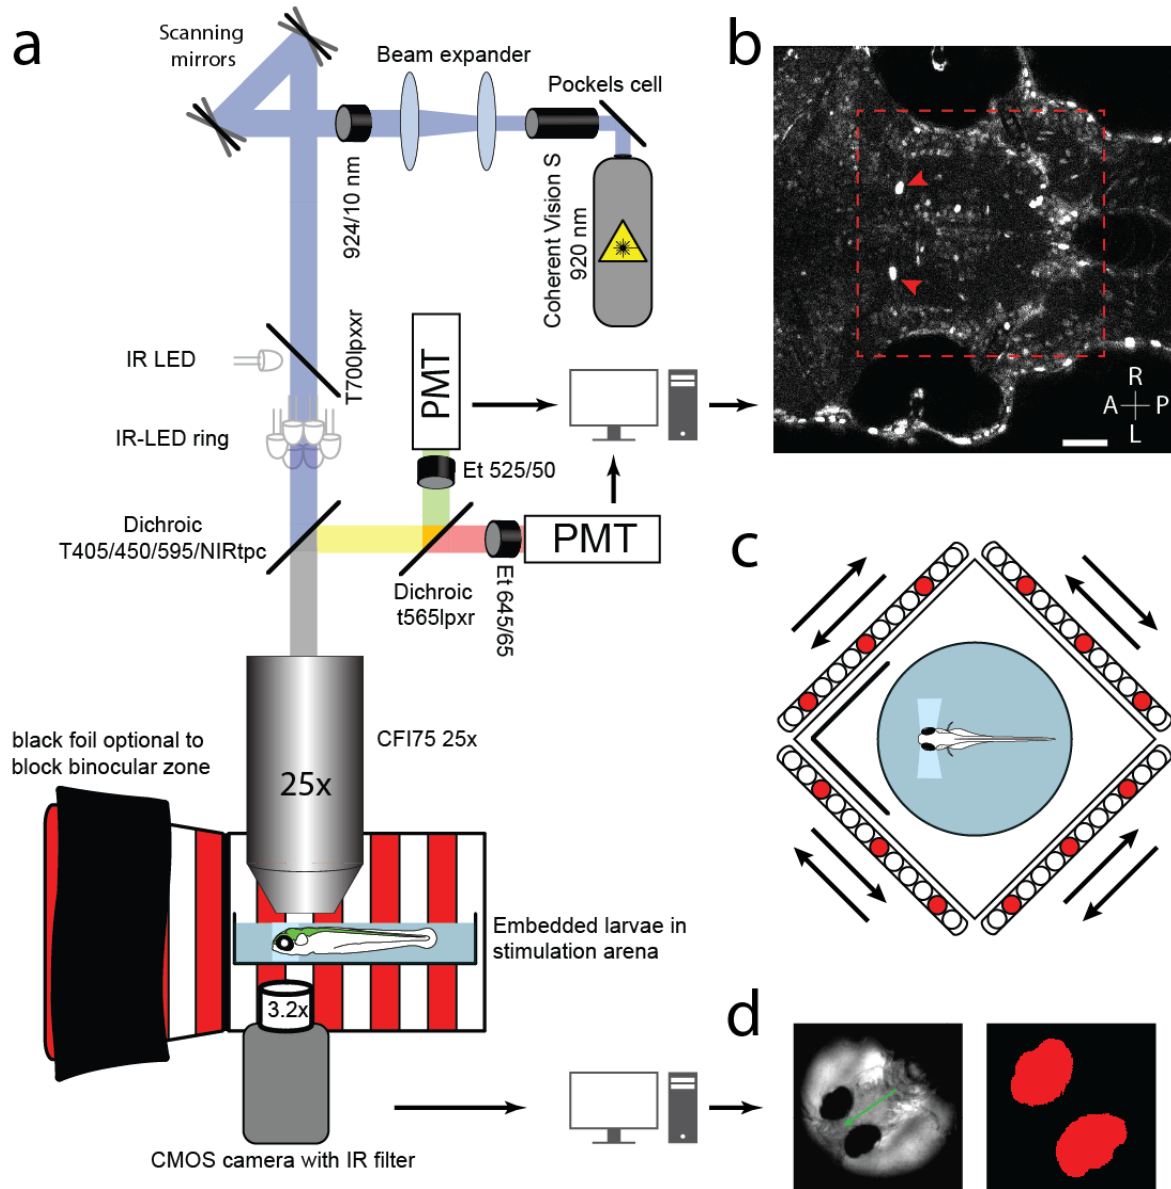 a
Scanning
mirrors
Beam expander
Pockels cell
924/10 nm
Coherent Vision S
920 nm
IR LED
T700lpxxr
IR-LED ring
PMT
Et 525/50
Dichroic
T405/450/595/NIRtpc
PMT
Et 645/65
Dichroic
t565lpxr
CFI75 25x
25x
black foil optional to
block binocular zone
Embedded larvae in
stimulation arena
3.2x
CMOS camera with IR filter
b
R
A P
L
c
d